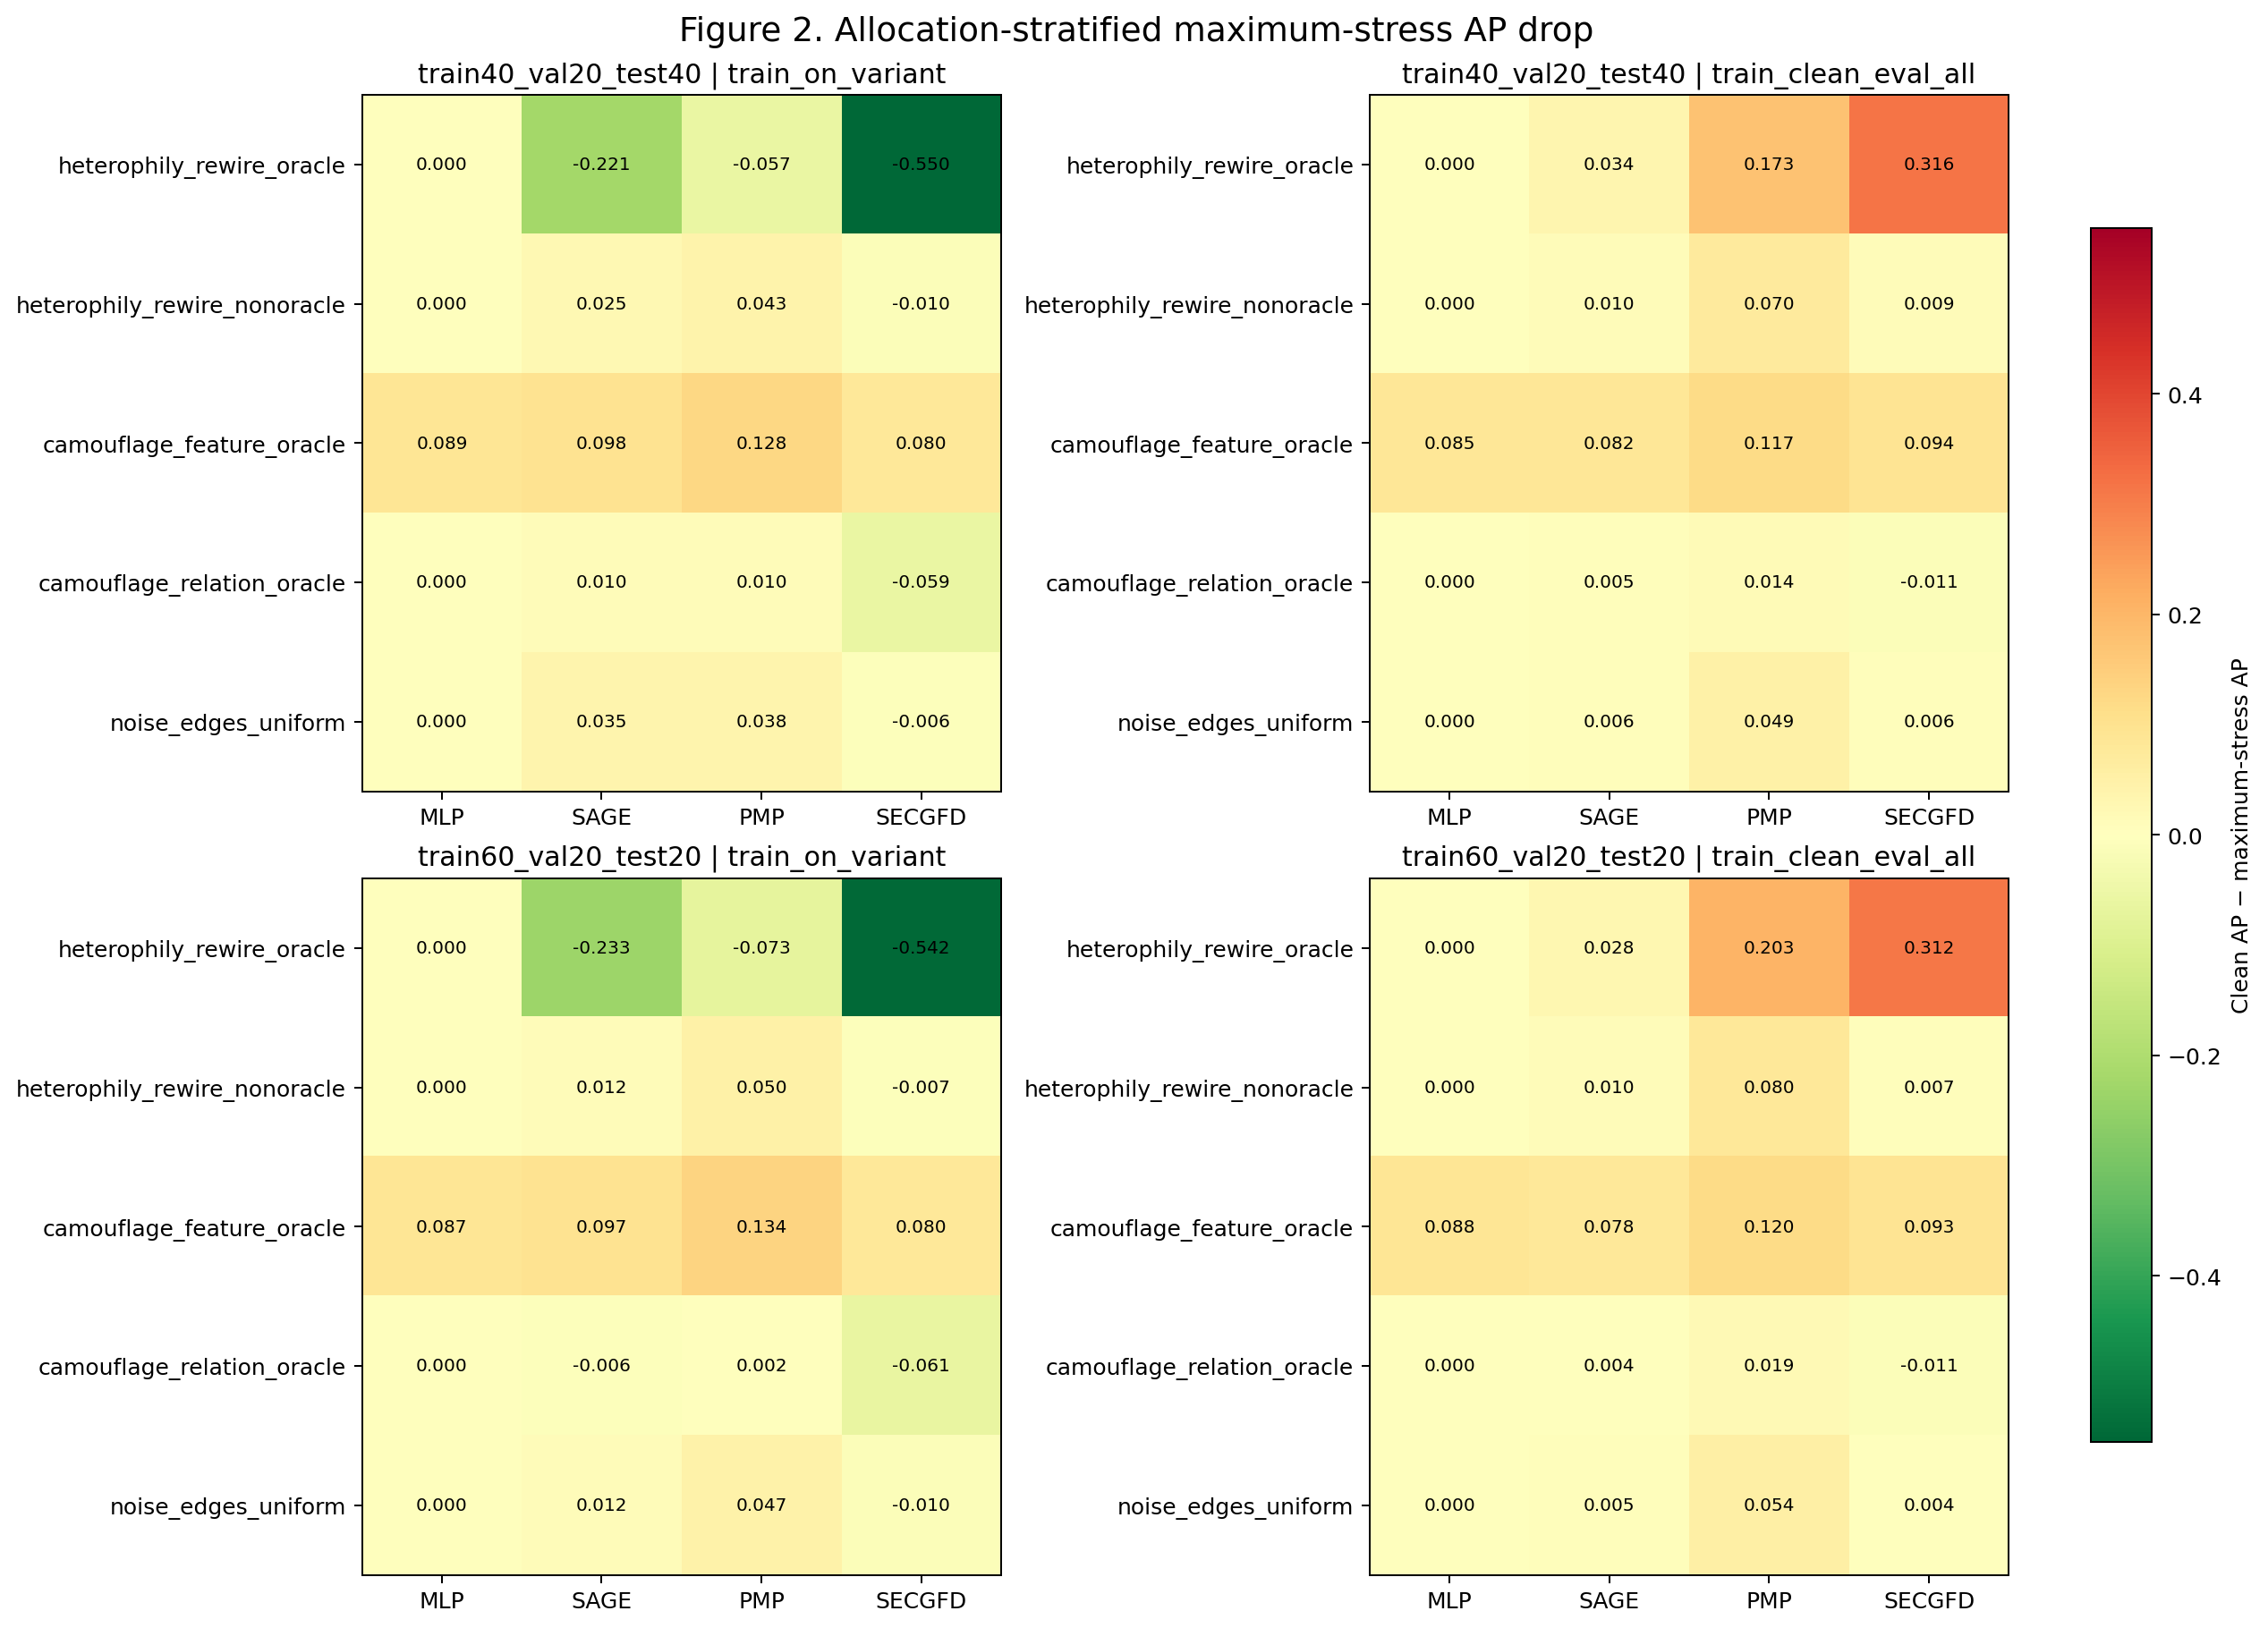 Figure 2. Allocation-stratified maximum-stress AP drop
train40_val20_test40 | train_on_variant
heterophily_rewire_oracle 0.000 -0.221 -0.057 -0.550
heterophily_rewire_nonoracle 0.000 0.025 0.043 -0.010
camouflage_feature_oracle 0.089 0.098 0.128 0.080
camouflage_relation_oracle 0.000 0.010 0.010 -0.059
noise_edges_uniform 0.000 0.035 0.038 -0.006
MLP SAGE PMP SECGFD
train40_val20_test40 | train_clean_eval_all
heterophily_rewire_oracle 0.000 0.034 0.173 0.316
heterophily_rewire_nonoracle 0.000 0.010 0.070 0.009
camouflage_feature_oracle 0.085 0.082 0.117 0.094
camouflage_relation_oracle 0.000 0.005 0.014 -0.011
noise_edges_uniform 0.000 0.006 0.049 0.006
MLP SAGE PMP SECGFD
train60_val20_test20 | train_on_variant
heterophily_rewire_oracle 0.000 -0.233 -0.073 -0.542
heterophily_rewire_nonoracle 0.000 0.012 0.050 -0.007
camouflage_feature_oracle 0.087 0.097 0.134 0.080
camouflage_relation_oracle 0.000 -0.006 0.002 -0.061
noise_edges_uniform 0.000 0.012 0.047 -0.010
MLP SAGE PMP SECGFD
train60_val20_test20 | train_clean_eval_all
heterophily_rewire_oracle 0.000 0.028 0.203 0.312
heterophily_rewire_nonoracle 0.000 0.010 0.080 0.007
camouflage_feature_oracle 0.088 0.078 0.120 0.093
camouflage_relation_oracle 0.000 0.004 0.019 -0.011
noise_edges_uniform 0.000 0.005 0.054 0.004
MLP SAGE PMP SECGFD
0.4
0.2
0.0
−0.2
−0.4
Clean AP − maximum-stress AP